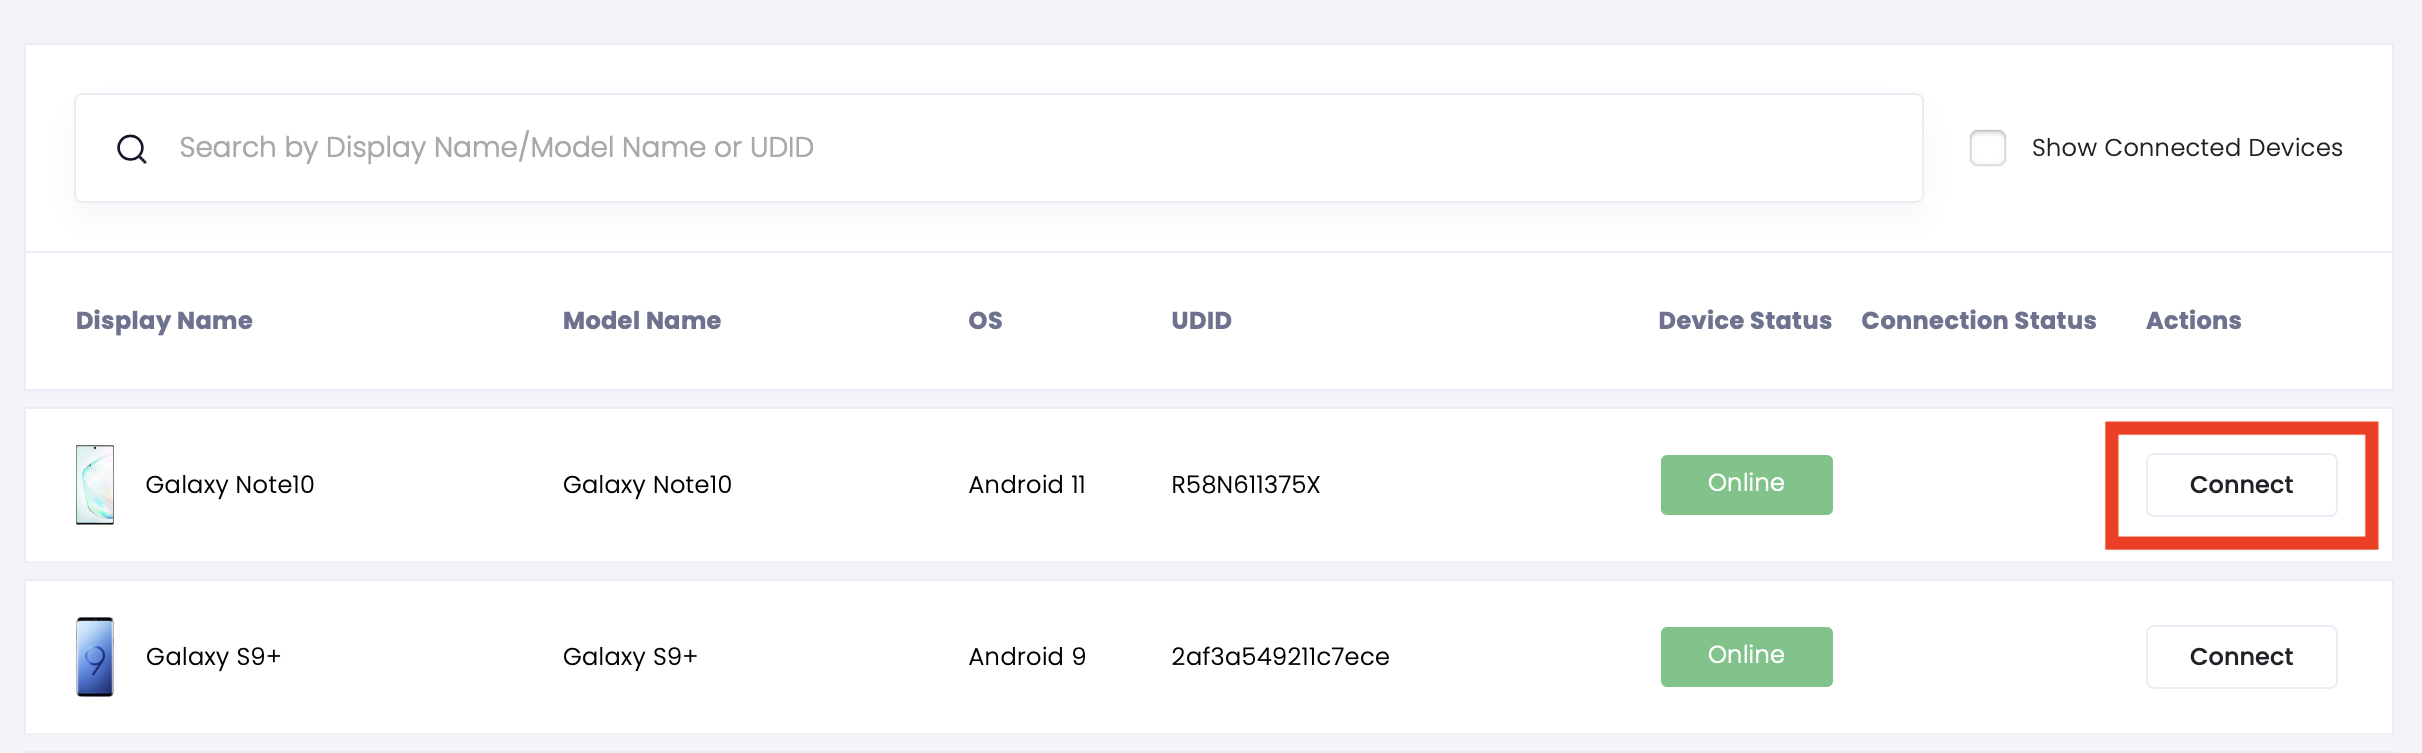 Search by Display Name/Model Name or UDID
Show Connected Devices
Display Name Model Name OS UDID Device Status Connection Status Actions
Galaxy Note10 Galaxy Note10 Android 11 R58N611375X Online Connect
9 Galaxy S9+ Galaxy S9+ Android 9 2af3a549211c7ece Online Connect